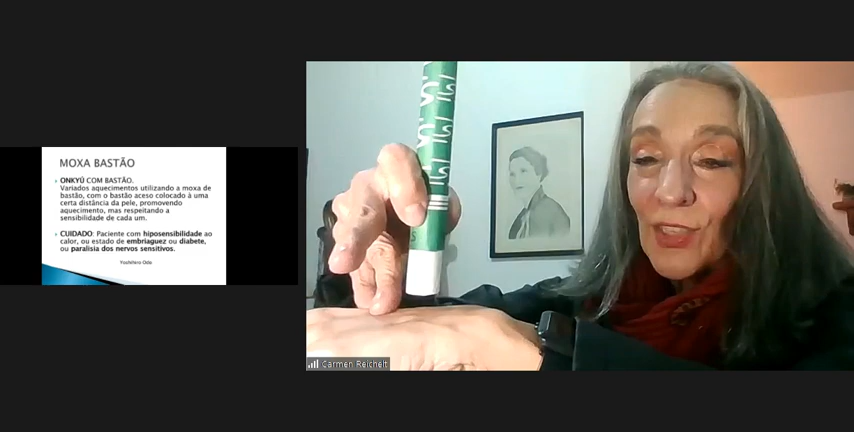 MOXA BASTÃO
ONKYÚ COM BASTÃO.
Variados aquecimentos utilizando a moxa de
bastão, com o bastão aceso colocado à uma
certa distância da pele, promovendo
aquecimento, mas respeitando a
sensibilidade de cada um.
CUIDADO: Paciente com hiposensibilidade ao
calor, ou estado de embriaguez ou diabete,
ou paralisia dos nervos sensitivos.
Yoshihiro Oda
Carmen Reichelt